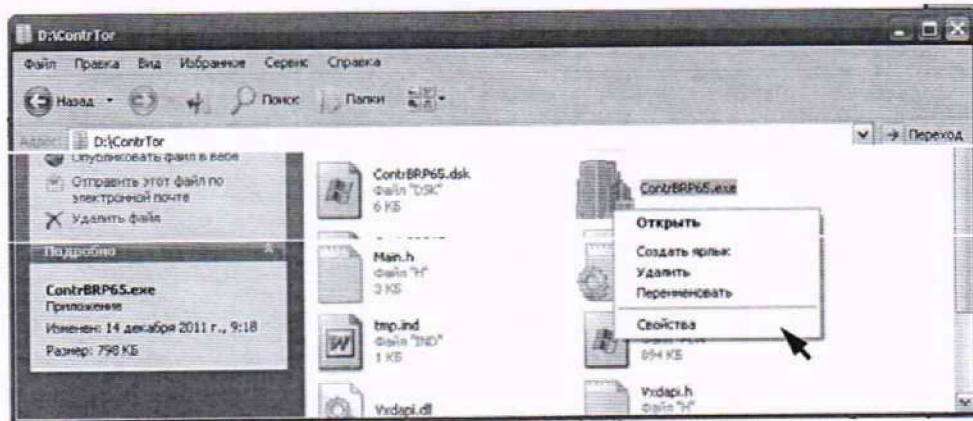 D:\ContrTor
Файл Правка Вид Избранное Сервис Справка
Назад Поиск Папки
Адрес: D:\ContrTor Переход
Опубликовать файл в вебе
Отправить этот файл по
электронной почте
Удалить файл
Подробно
ContrBRP65.exe
Приложение
Изменен: 14 декабря 2011 г., 9:18
Размер: 798 КБ
ContrBRP65.dsk
Файл "DSK"
6 КБ
Main.h
Файл "H"
3 КБ
tmp.ind
Файл "IND"
1 КБ
Vxdapi.dll
ContrBRP65.exe
Открыть
Создать ярлык
Удалить
Переименовать
Свойства
894 КБ
Vxdapi.h
Файл "H"